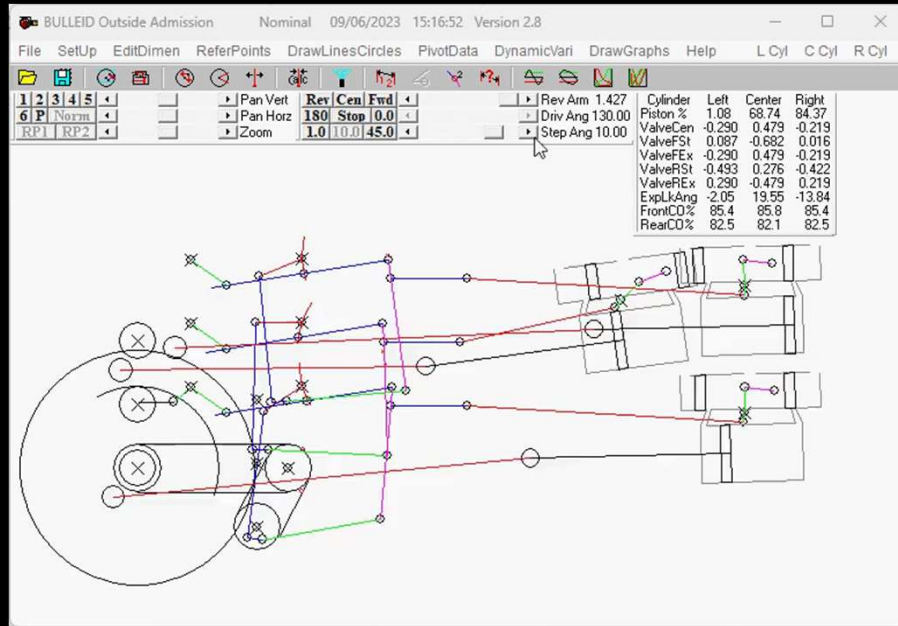 BULLEID Outside Admission Nominal 09/06/2023 15:16:52 Version 2.8
File SetUp EditDimen ReferPoints DrawLinesCircles PivotData DynamicVari DrawGraphs Help L Cyl C Cyl R Cyl
1 2 3 4 5 Pan Vert Rev Cen Fwd Rev Arm 1.427
6 P Norm Pan Horz 180 Stop 0.0 Driv Ang 130.00
RP1 RP2 Zoom 1.0 10.0 45.0 Step Ang 10.00
Cylinder Left Center Right
Piston % 1.08 68.74 84.37
ValveCen -0.290 0.479 -0.219
ValveFSt 0.087 -0.682 0.016
ValveFEx -0.290 0.479 -0.219
ValveRSt -0.493 0.276 -0.422
ValveREx 0.290 -0.479 0.219
ExpLkAng -2.05 19.55 -13.84
FrontCO% 85.4 85.8 85.4
RearCO% 82.5 82.1 82.5